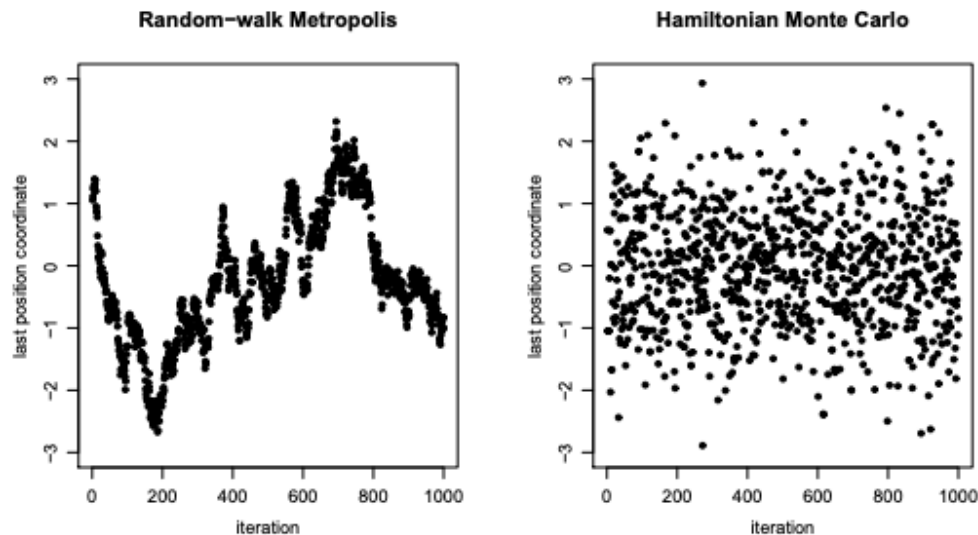 Random-walk Metropolis
last position coordinate
3
2
1
0
-1
-2
-3
0 200 400 600 800 1000
iteration
Hamiltonian Monte Carlo
last position coordinate
3
2
1
0
-1
-2
-3
0 200 400 600 800 1000
iteration